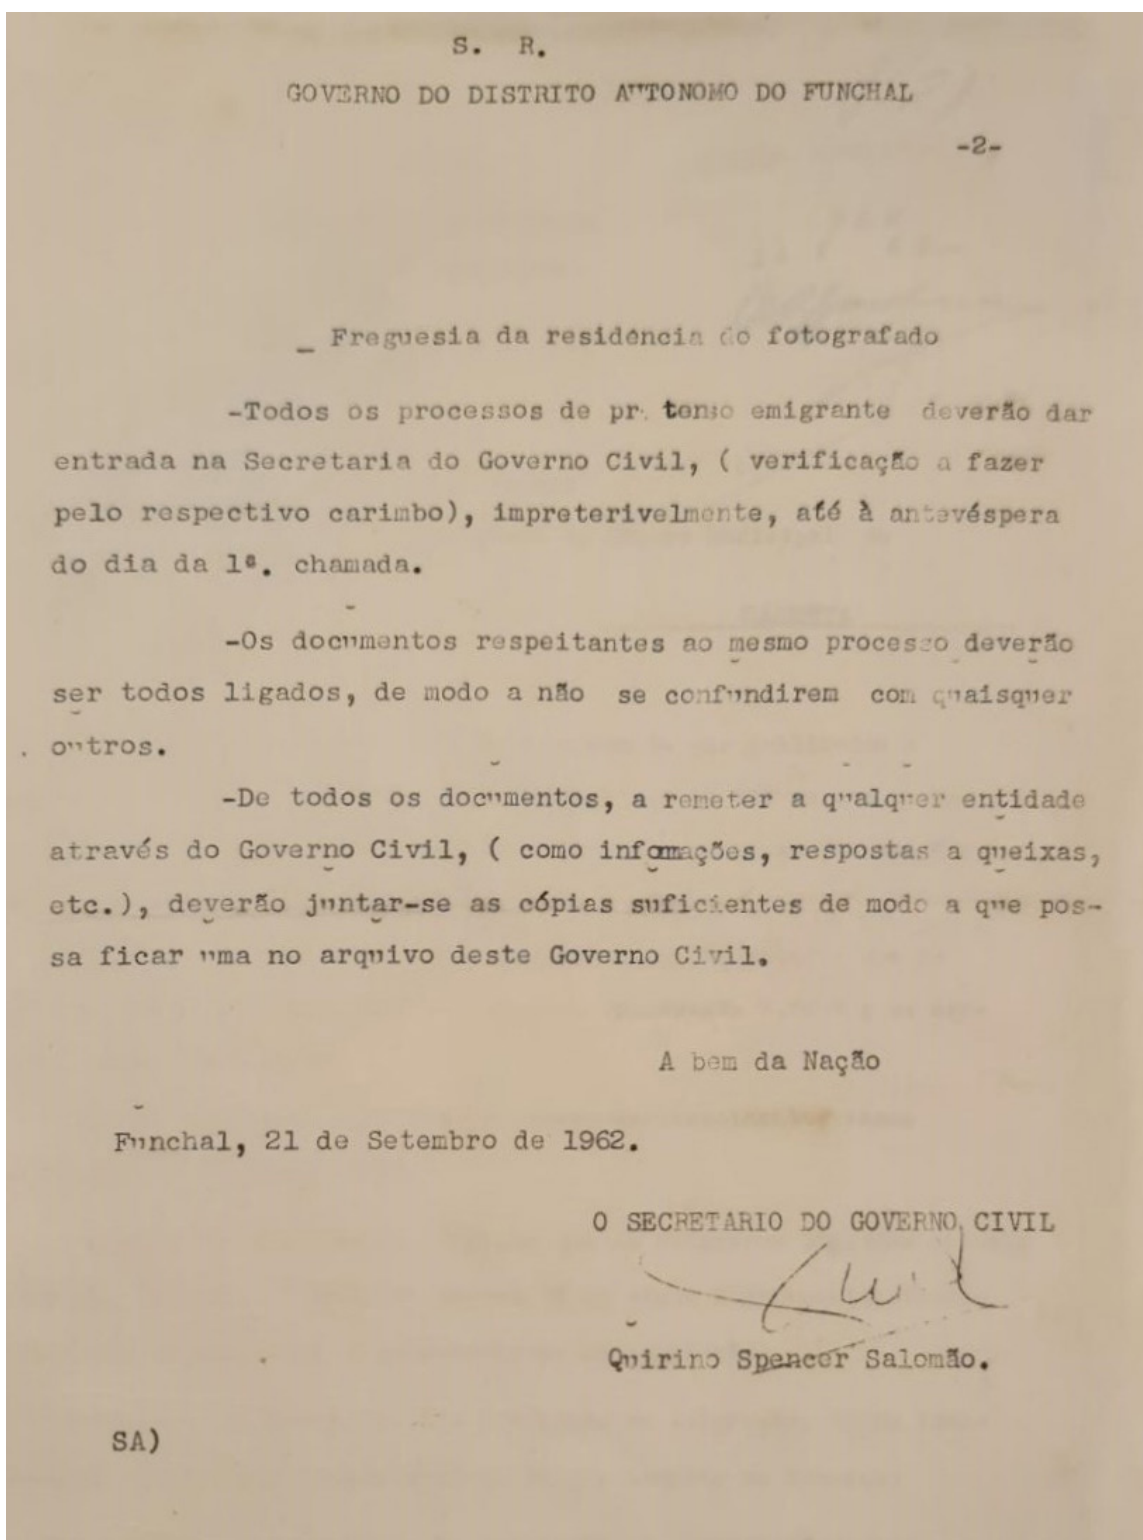 S. R.
GOVERNO DO DISTRITO AUTONOMO DO FUNCHAL
-2-
_ Freguesia da residência do fotografado
-Todos os processos de pretenso emigrante deverão dar
entrada na Secretaria do Governo Civil, ( verificação a fazer
pelo respectivo carimbo), impreterivelmente, até à antevéspera
do dia da 1ª. chamada.
-Os documentos respeitantes ao mesmo processo deverão
ser todos ligados, de modo a não se confundirem com quaisquer
outros.
-De todos os documentos, a remeter a qualquer entidade
através do Governo Civil, ( como infomações, respostas a queixas,
etc.), deverão juntar-se as cópias suficientes de modo a que pos-
sa ficar uma no arquivo deste Governo Civil.
A bem da Nação
Funchal, 21 de Setembro de 1962.
O SECRETARIO DO GOVERNO CIVIL
Quirino Spencer Salomão.
SA)